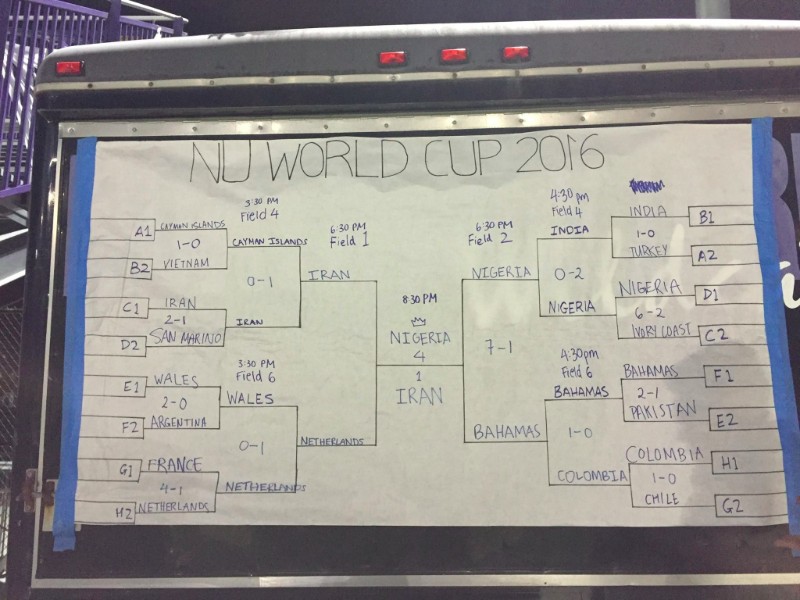 NU WORLD CUP 2016
3:30 PM
Field 4
A1
CAYMAN ISLANDS
1-0
B2
VIETNAM
CAYMAN ISLANDS
0-1
C1
IRAN
2-1
D2
SAN MARINO
IRAN
6:30 PM
Field 1
IRAN
3:30 PM
Field 6
E1
WALES
2-0
F2
ARGENTINA
WALES
0-1
G1
FRANCE
4-1
H2
NETHERLANDS
NETHERLANDS
NETHERLANDS
8:30 PM
NIGERIA
4
1
IRAN
6:30 PM
Field 2
NIGERIA
7-1
BAHAMAS
4:30 PM
Field 4
INDIA
0-2
NIGERIA
INDIA
B1
1-0
TURKEY
A2
NIGERIA
D1
6-2
IVORY COAST
C2
4:30pm
Field 6
BAHAMAS
1-0
COLOMBIA
BAHAMAS
F1
2-1
PAKISTAN
E2
COLOMBIA
H1
1-0
CHILE
G2